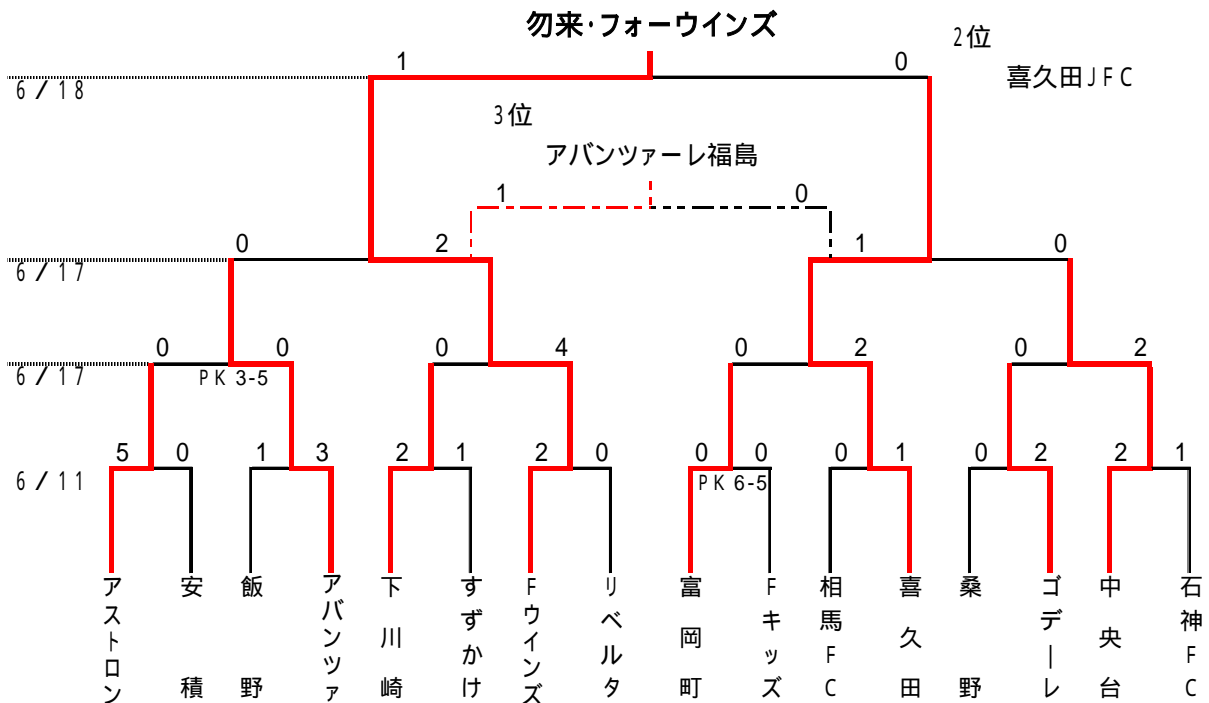 勿来・フォーウインズ
2位
1
0
6/18
喜久田JFC
3位
アバンツァーレ福島
1
0
0
2
1
0
6/17
0
0
0
4
0
2
0
2
6/17
PK 3-5
5
0
1
3
2
1
2
0
0
0
0
1
0
2
2
1
6/11
PK 6-5
アストロン
安積
飯野
アバンツァ
下川崎
すずかけ
Fウインズ
リベルタ
富岡町
Fキッズ
相馬FC
喜久田
桑野
ゴデーレ
中央台
石神FC